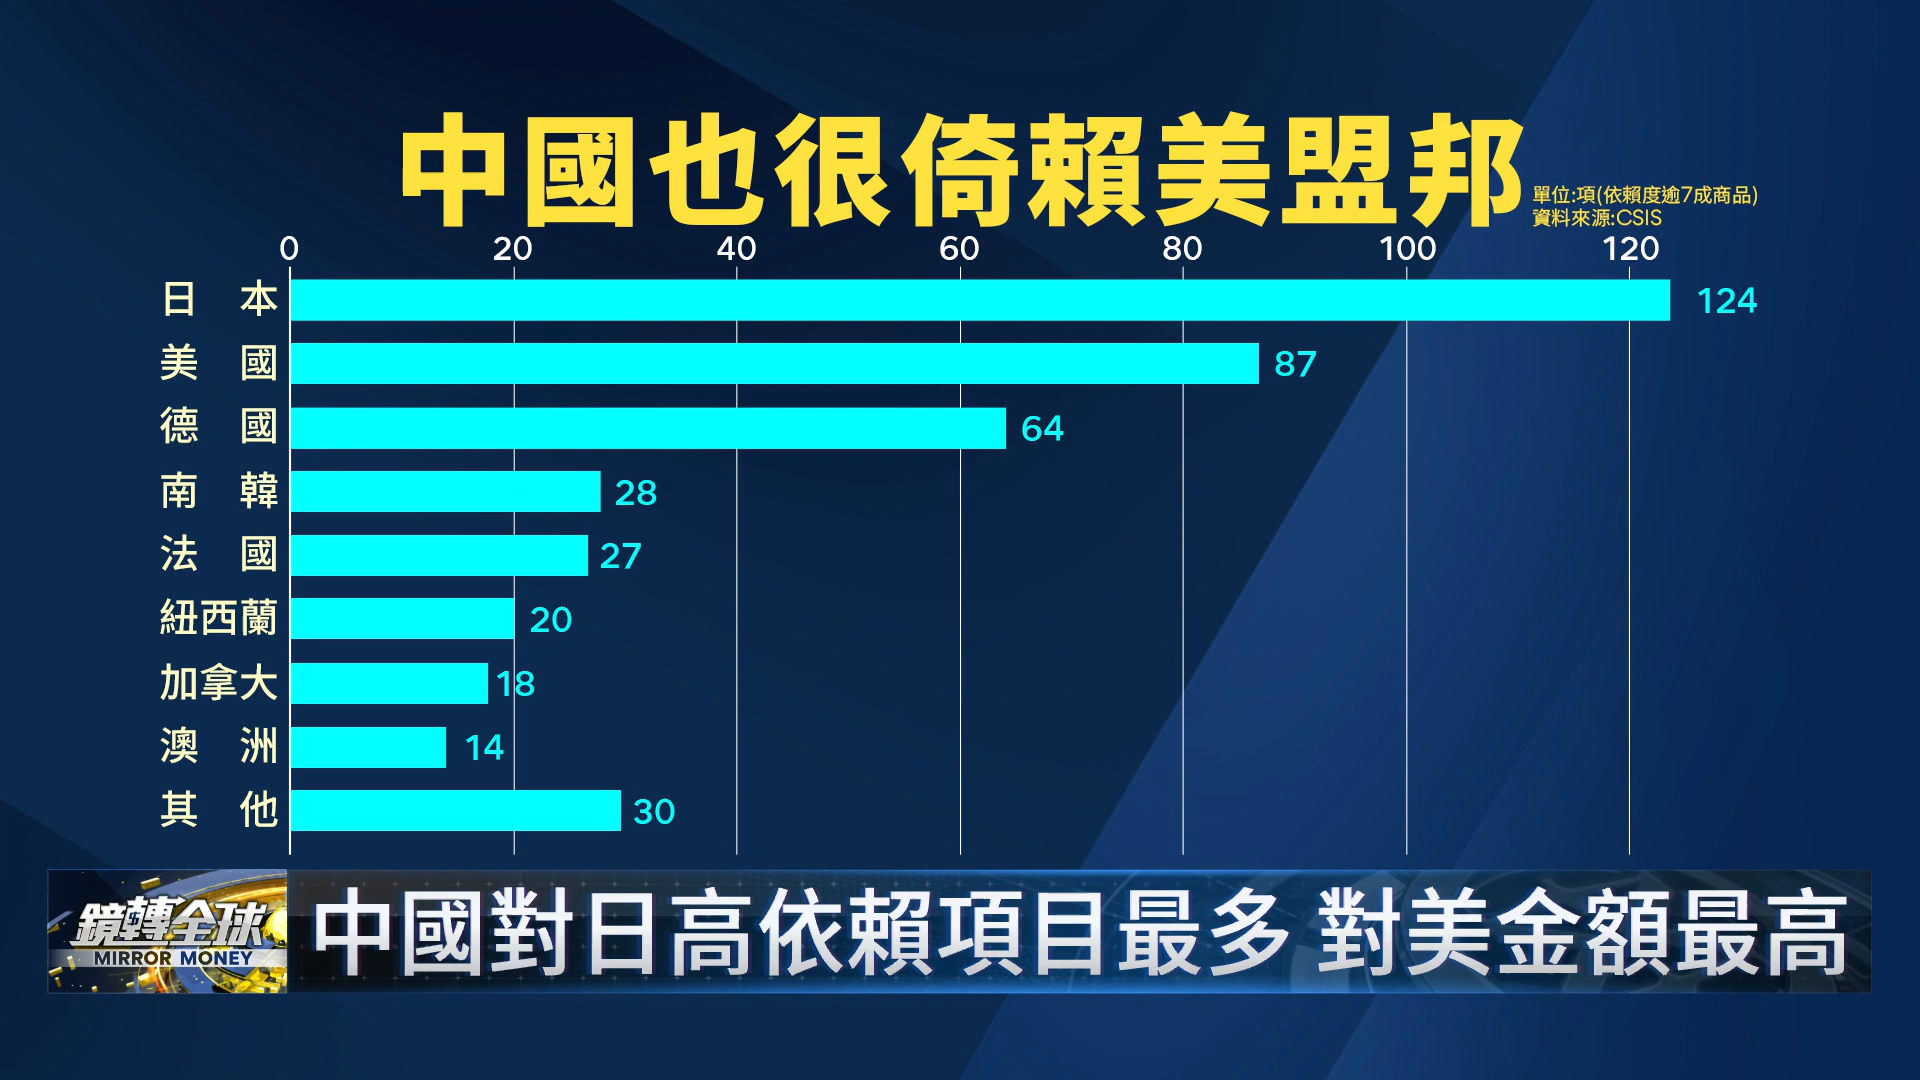 中國也很倚賴美盟邦
單位:項(依賴度逾7成商品)
資料來源:CSIS
0 20 40 60 80 100 120
日本 124
美國 87
德國 64
南韓 28
法國 27
紐西蘭 20
加拿大 18
澳洲 14
其他 30
鏡轉全球
MIRROR MONEY
中國對日高依賴項目最多 對美金額最高